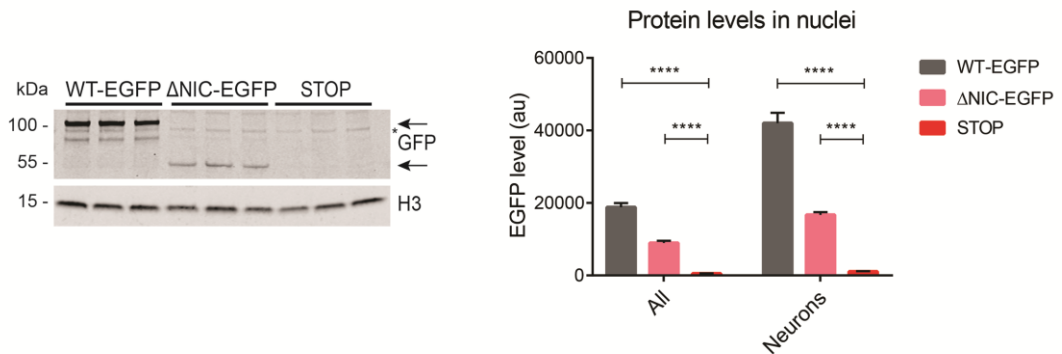 kDa
WT-EGFP ΔNIC-EGFP STOP
100 -
*
GFP
55 -
15 -
H3
Protein levels in nuclei
EGFP level (au)
60000
40000
20000
0
****
****
****
****
All
Neurons
WT-EGFP
ΔNIC-EGFP
STOP